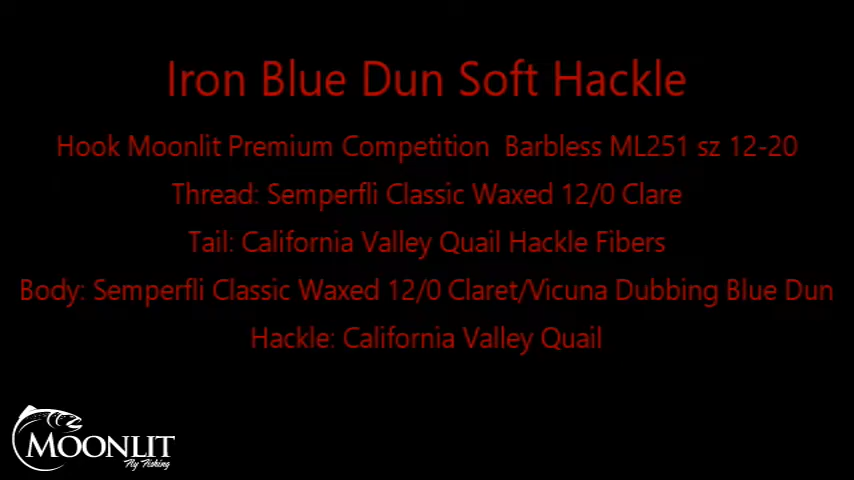 Iron Blue Dun Soft Hackle
Hook Moonlit Premium Competition  Barbless ML251 sz 12-20
Thread: Semperfli Classic Waxed 12/0 Clare
Tail: California Valley Quail Hackle Fibers
Body: Semperfli Classic Waxed 12/0 Claret/Vicuna Dubbing Blue Dun
Hackle: California Valley Quail
MOONLIT
Fly Fishing